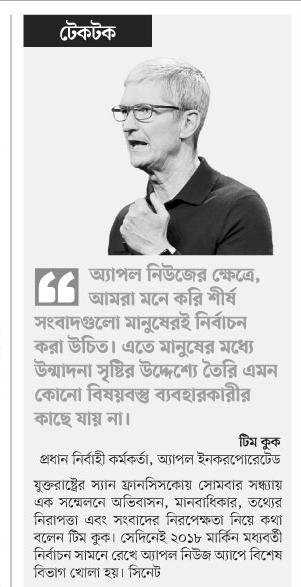 টেকটক
অ্যাপল নিউজের ক্ষেত্রে,
আমরা মনে করি শীর্ষ
সংবাদগুলো মানুষেরই নির্বাচন
করা উচিত। এতে মানুষের মধ্যে
উন্মাদনা সৃষ্টির উদ্দেশ্যে তৈরি এমন
কোনো বিষয়বস্তু ব্যবহারকারীর
কাছে যায় না।
টিম কুক
প্রধান নির্বাহী কর্মকর্তা, অ্যাপল ইনকরপোরেটেড
যুক্তরাষ্ট্রের স্যান ফ্রানসিসকোয় সোমবার সন্ধ্যায়
এক সম্মেলনে অভিবাসন, মানবাধিকার, তথ্যের
নিরাপত্তা এবং সংবাদের নিরপেক্ষতা নিয়ে কথা
বলেন টিম কুক। সেদিনেই ২০১৮ মার্কিন মধ্যবর্তী
নির্বাচন সামনে রেখে অ্যাপল নিউজ অ্যাপে বিশেষ
বিভাগ খোলা হয়। সিনেট